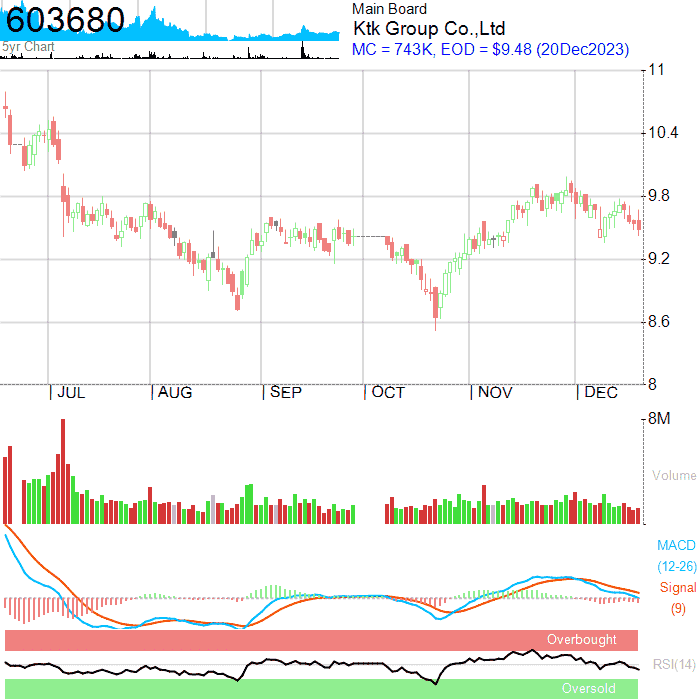 603680
5yr Chart
Main Board
Ktk Group Co.,Ltd
MC = 743K, EOD = $9.48 (20Dec2023)
11
10.4
9.8
9.2
8.6
8
JUL AUG SEP OCT NOV DEC
8M
Volume
MACD
(12-26)
Signal
(9)
Overbought
RSI(14)
Oversold